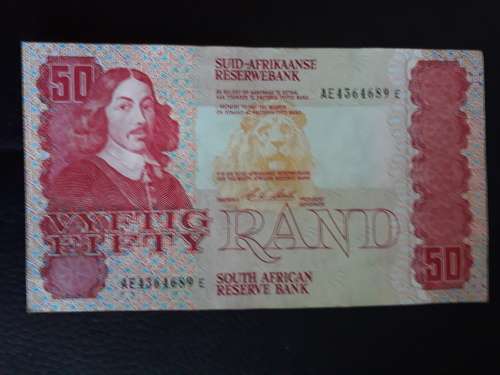 50
SUID-AFRIKAANSE
RESERWEBANK
AE4364689 E
VYFTIG
FIFTY
RAND
AE4364689 E
SOUTH AFRICAN
RESERVE BANK
50